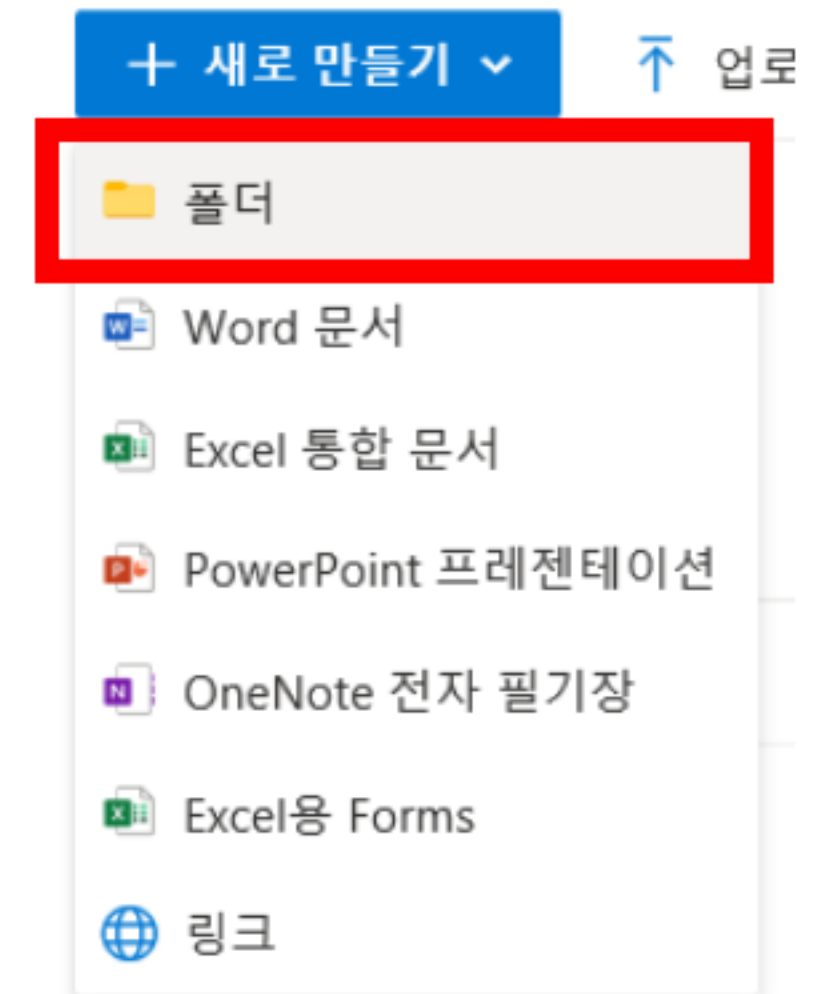 새로 만들기 업로
폴더
Word 문서
Excel 통합 문서
PowerPoint 프레젠테이션
OneNote 전자 필기장
Excel용 Forms
링크